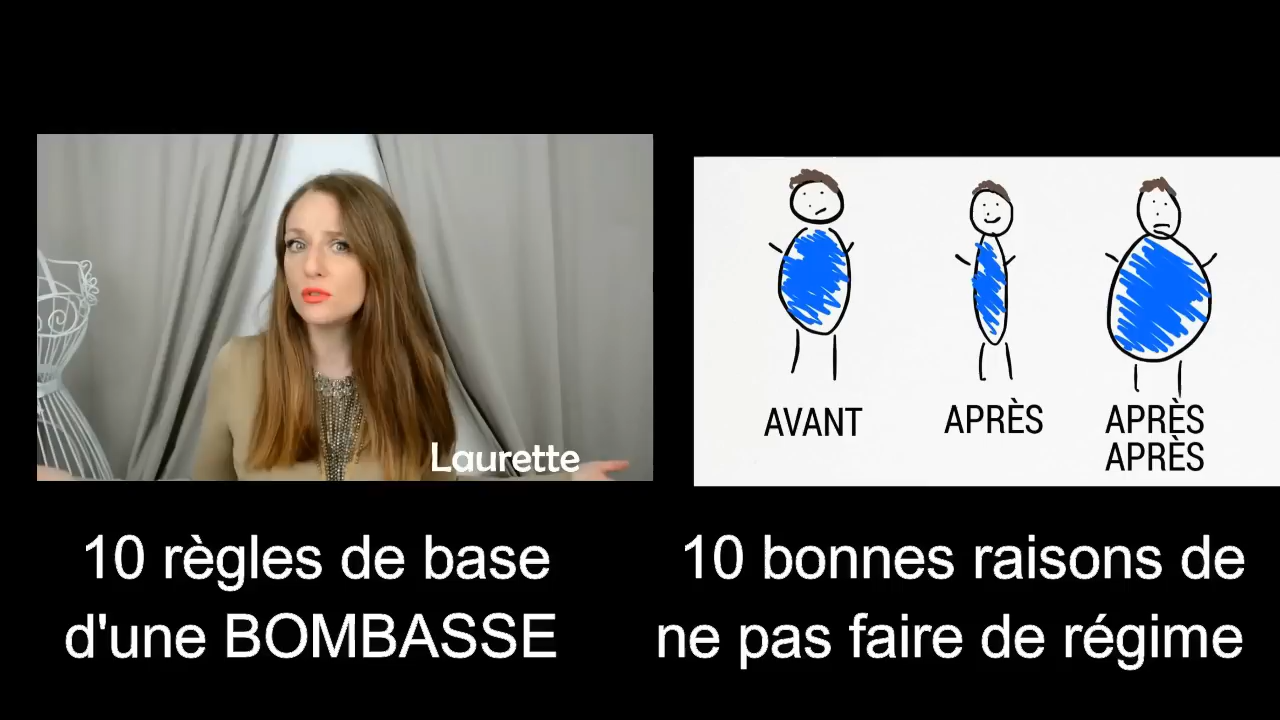 Laurette
AVANT
APRÈS
APRÈS
APRÈS
10 règles de base
d'une BOMBASSE
10 bonnes raisons de
ne pas faire de régime